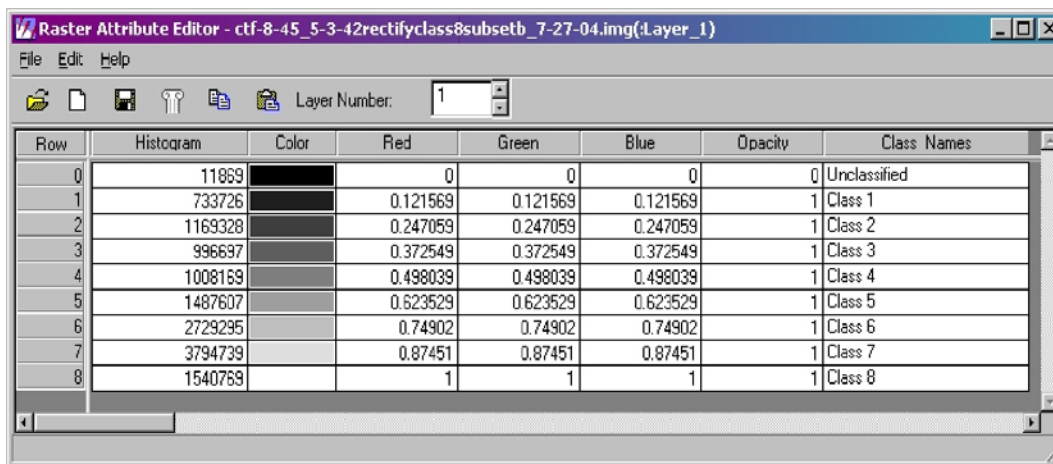 Raster Attribute Editor - ctf-8-45_5-3-42rectifyclass8subsetb_7-27-04.img(:Layer_1)
File Edit Help
Layer Number: 1
Row Histogram Color Red Green Blue Opacity Class Names
0 11869 0 0 0 0 Unclassified
1 733726 0.121569 0.121569 0.121569 1 Class 1
2 1169328 0.247059 0.247059 0.247059 1 Class 2
3 996697 0.372549 0.372549 0.372549 1 Class 3
4 1008169 0.498039 0.498039 0.498039 1 Class 4
5 1487607 0.623529 0.623529 0.623529 1 Class 5
6 2729295 0.74902 0.74902 0.74902 1 Class 6
7 3794739 0.87451 0.87451 0.87451 1 Class 7
8 1540769 1 1 1 1 Class 8